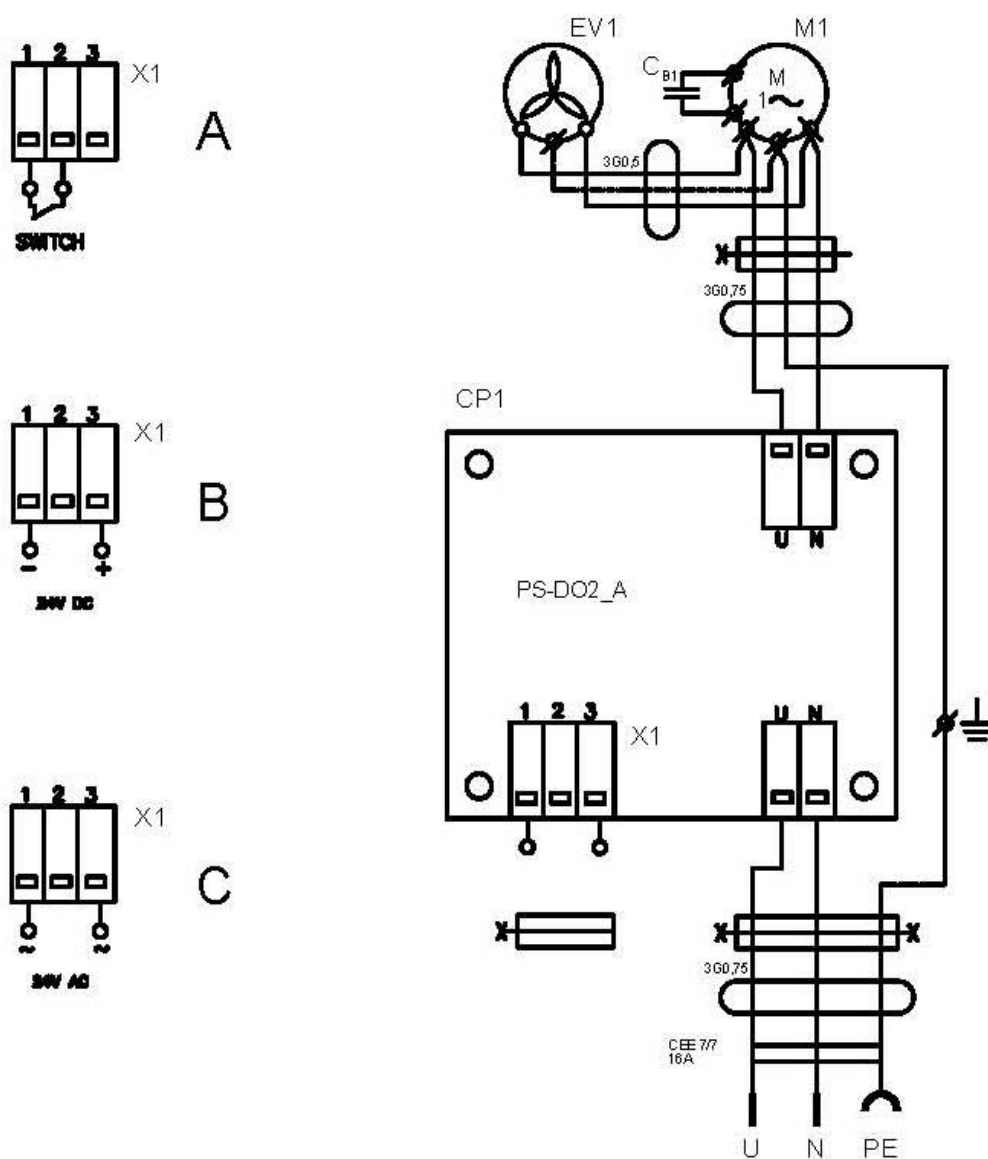 1 2 3
X1
A
SWITCH
1 2 3
X1
B
- +
24V DC
1 2 3
X1
C
~ ~
24V AC
EV1
M1
CB1
M
1~
3G0,5
3G0,75
CP1
U N
PS-DO2_A
1 2 3
X1
U N
3G0,75
CEE 7/7
16A
U N PE